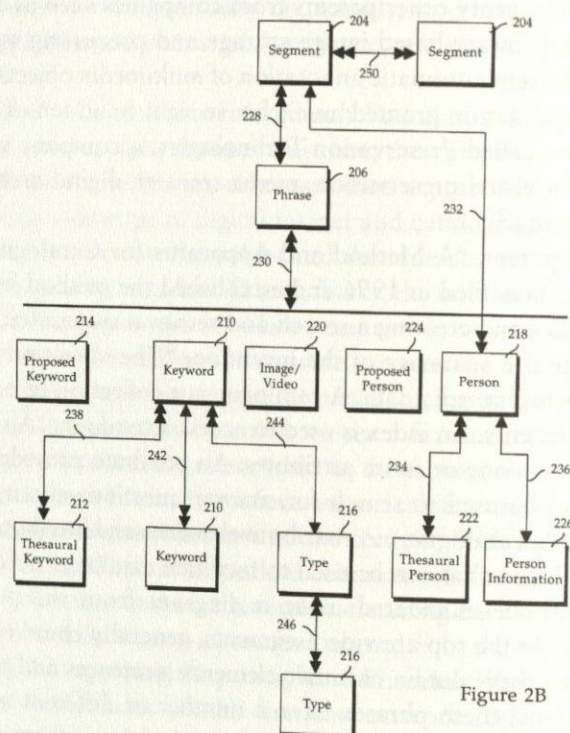 204
204
Segment
Segment
250
228
206
232
Phrase
230
214
210
220
224
218
Proposed
Keyword
Keyword
Image/
Video
Proposed
Person
Person
238
244
242
234
236
212
210
216
222
226
Thesaural
Keyword
Keyword
Type
Thesaural
Person
Person
Information
246
216
Type
Figure 2B